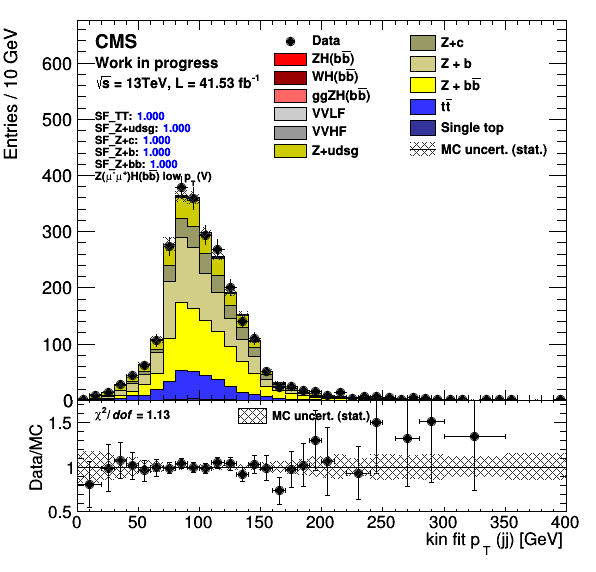 CMS
Work in progress
√s = 13TeV, L = 41.53 fb⁻¹
SF_TT: 1.000
SF_Z+udsg: 1.000
SF_Z+c: 1.000
SF_Z+b: 1.000
SF_Z+bb: 1.000
Z(μ⁻μ⁺)H(bb̅) low p_T(V)
Data
ZH(bb̅)
WH(bb̅)
ggZH(bb̅)
VVLF
VVHF
Z+udsg
Z+c
Z + b
Z + bb̅
tt̅
Single top
MC uncert. (stat.)
Entries / 10 GeV
600
500
400
300
200
100
0
χ²/dof = 1.13
MC uncert. (stat.)
Data/MC
1.5
1
0.5
0 50 100 150 200 250 300 350 400
kin fit p_T (jj) [GeV]